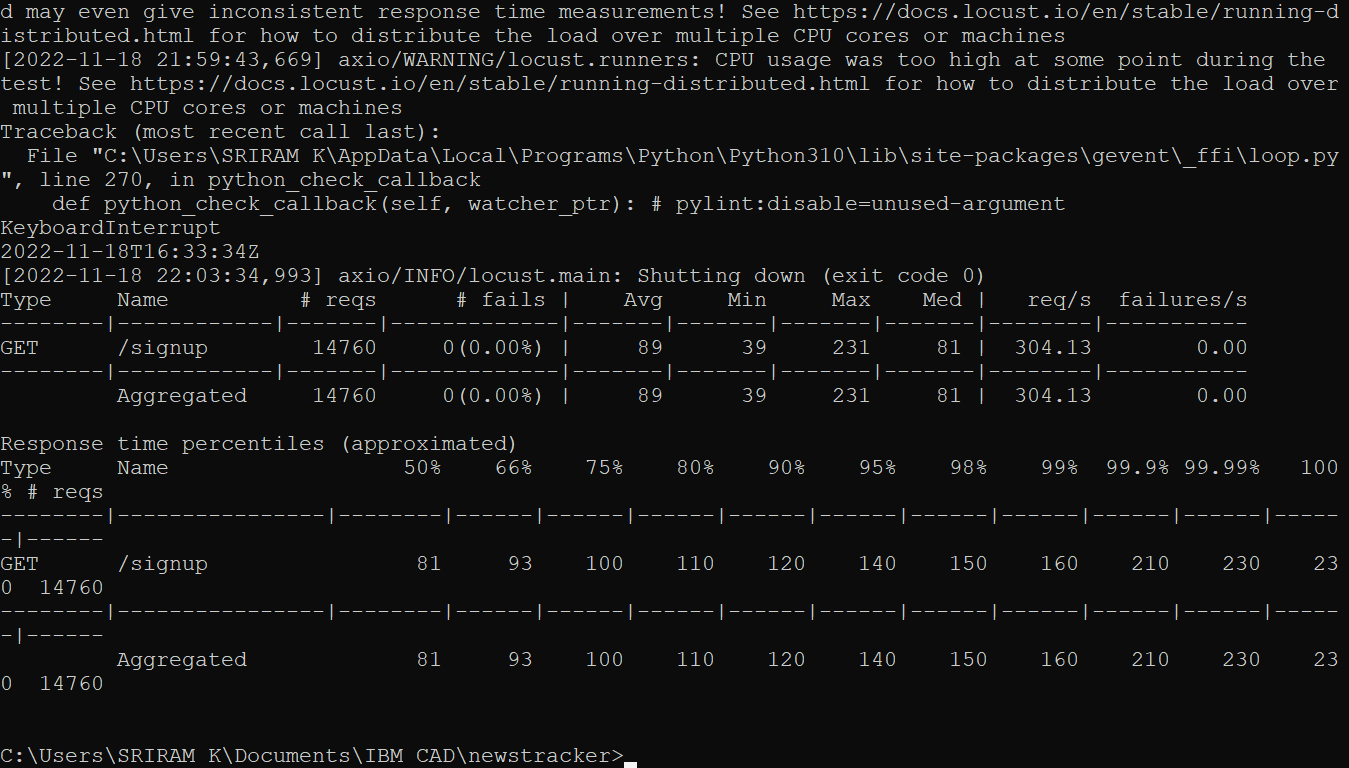 d may even give inconsistent response time measurements! See https://docs.locust.io/en/stable/running-d
istributed.html for how to distribute the load over multiple CPU cores or machines
[2022-11-18 21:59:43,669] axio/WARNING/locust.runners: CPU usage was too high at some point during the
test! See https://docs.locust.io/en/stable/running-distributed.html for how to distribute the load over
 multiple CPU cores or machines
Traceback (most recent call last):
  File "C:\Users\SRIRAM K\AppData\Local\Programs\Python\Python310\lib\site-packages\gevent\_ffi\loop.py
", line 270, in python_check_callback
    def python_check_callback(self, watcher_ptr): # pylint:disable=unused-argument
KeyboardInterrupt
2022-11-18T16:33:34Z
[2022-11-18 22:03:34,993] axio/INFO/locust.main: Shutting down (exit code 0)
Type     Name          # reqs      # fails |    Avg     Min     Max    Med |   req/s  failures/s
--------|------------|-------|-------------|-------|-------|-------|-------|--------|-----------
GET      /signup        14760     0(0.00%) |     89      39     231     81 |  304.13        0.00
--------|------------|-------|-------------|-------|-------|-------|-------|--------|-----------
         Aggregated     14760     0(0.00%) |     89      39     231     81 |  304.13        0.00
Response time percentiles (approximated)
Type     Name                  50%    66%    75%    80%    90%    95%    98%    99%  99.9% 99.99%   100
% # reqs
--------|----------------|--------|------|------|------|------|------|------|------|------|------|-----
-|------
GET      /signup                81     93    100    110    120    140    150    160    210    230    23
0  14760
--------|----------------|--------|------|------|------|------|------|------|------|------|------|-----
-|------
         Aggregated             81     93    100    110    120    140    150    160    210    230    23
0  14760
C:\Users\SRIRAM K\Documents\IBM CAD\newstracker>